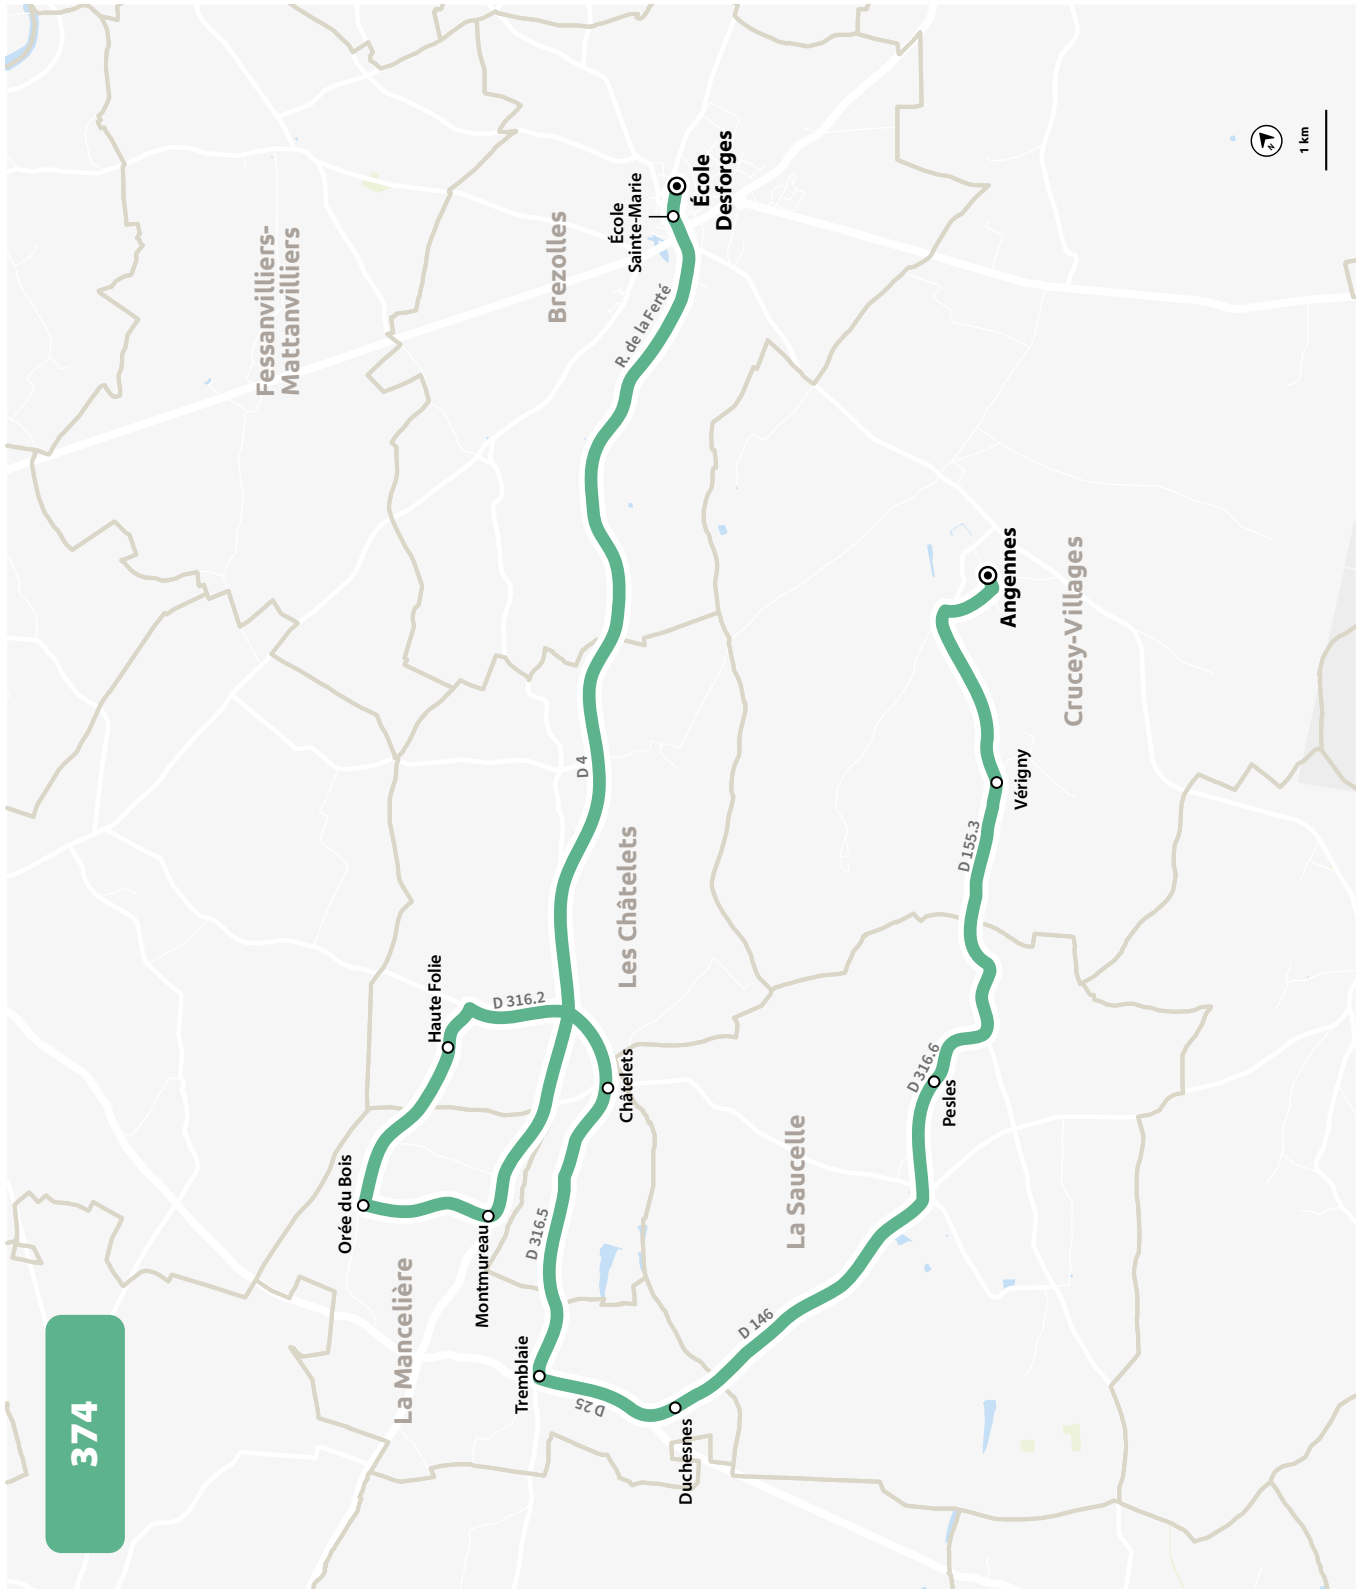 374
Fessanvilliers-
Mattanvilliers
Brezolles
École
Sainte-Marie
École
Desforges
R. de la Ferté
D 4
Les Châtelets
Haute Folie
D 316.2
Châtelets
Orée du Bois
Montmureau
La Mancelière
D 316.5
Tremblaie
D 25
Duchesnes
D 146
La Saucelle
Pesles
D 316.6
D 155.3
Vérigny
Angennes
Crucey-Villages
N
1 km